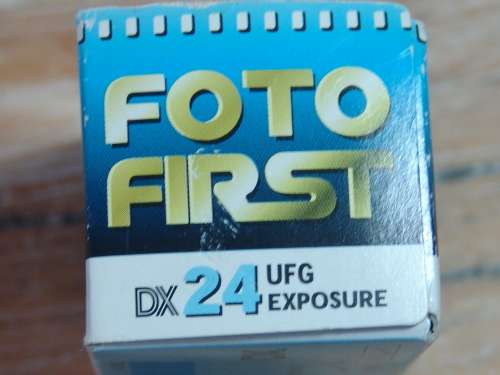 FOTO
FIRST
DX 24 UFG
EXPOSURE